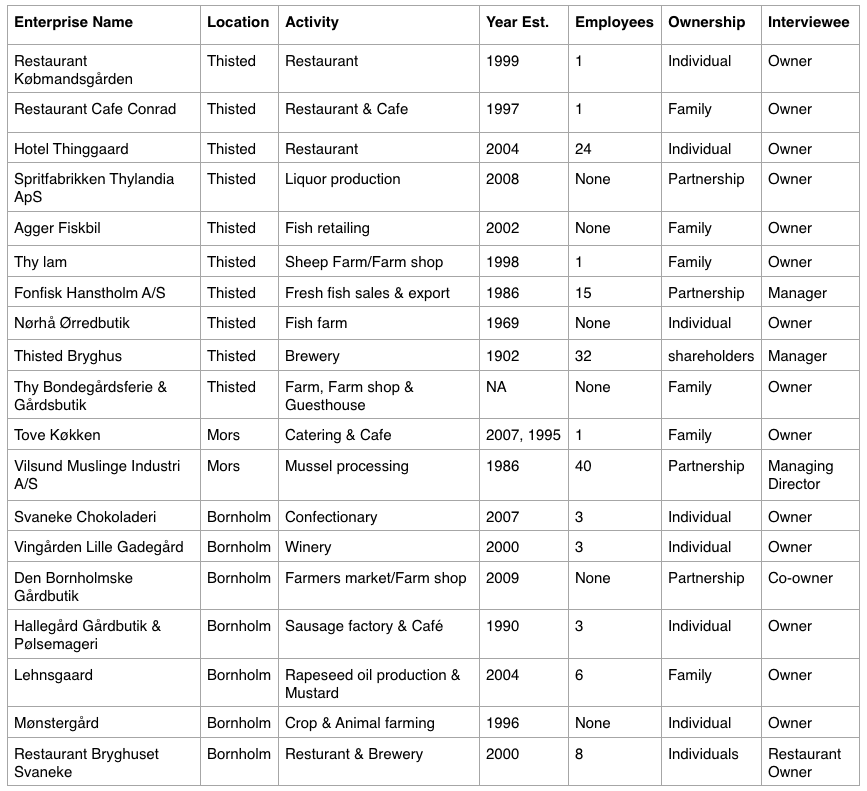 Enterprise Name Location Activity Year Est. Employees Ownership Interviewee
Restaurant Thisted Restaurant 1999 1 Individual Owner
Købmandsgården
Restaurant Cafe Conrad Thisted Restaurant & Cafe 1997 1 Family Owner
Hotel Thinggaard Thisted Restaurant 2004 24 Individual Owner
Spritfabrikken Thylandia Thisted Liquor production 2008 None Partnership Owner
ApS
Agger Fiskbil Thisted Fish retailing 2002 None Family Owner
Thy lam Thisted Sheep Farm/Farm shop 1998 1 Family Owner
Fonfisk Hanstholm A/S Thisted Fresh fish sales & export 1986 15 Partnership Manager
Nørhå Ørredbutik Thisted Fish farm 1969 None Individual Owner
Thisted Bryghus Thisted Brewery 1902 32 shareholders Manager
Thy Bondegårdsferie & Thisted Farm, Farm shop & NA None Family Owner
Gårdsbutik Guesthouse
Tove Køkken Mors Catering & Cafe 2007, 1995 1 Family Owner
Vilsund Muslinge Industri Mors Mussel processing 1986 40 Partnership Managing
A/S Director
Svaneke Chokoladeri Bornholm Confectionary 2007 3 Individual Owner
Vingården Lille Gadegård Bornholm Winery 2000 3 Individual Owner
Den Bornholmske Bornholm Farmers market/Farm shop 2009 None Partnership Co-owner
Gårdbutik
Hallegård Gårdbutik & Bornholm Sausage factory & Café 1990 3 Individual Owner
Pølsemageri
Lehnsgaard Bornholm Rapeseed oil production & 2004 6 Family Owner
Mustard
Mønstergård Bornholm Crop & Animal farming 1996 None Individual Owner
Restaurant Bryghuset Bornholm Resturant & Brewery 2000 8 Individuals Restaurant
Svaneke Owner